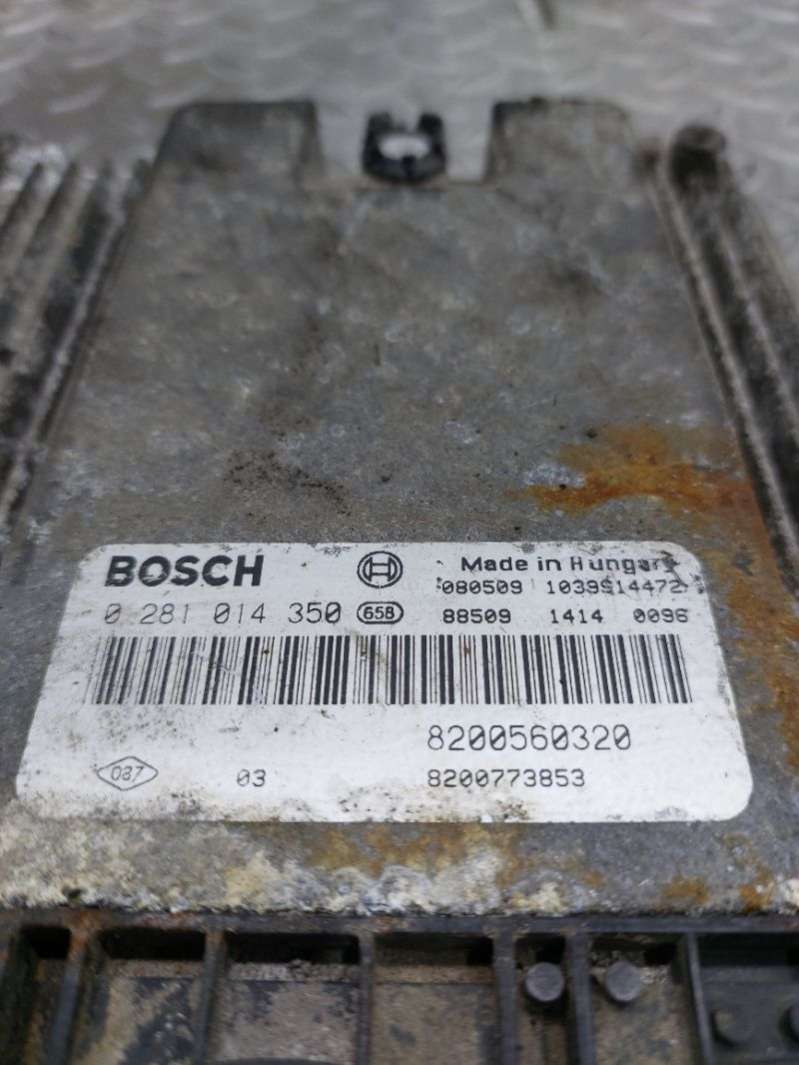 BOSCH
Made in Hungary
080509 1039S14472
0 281 014 350 658
88509 1414 0096
8200560320
087 03 8200773853